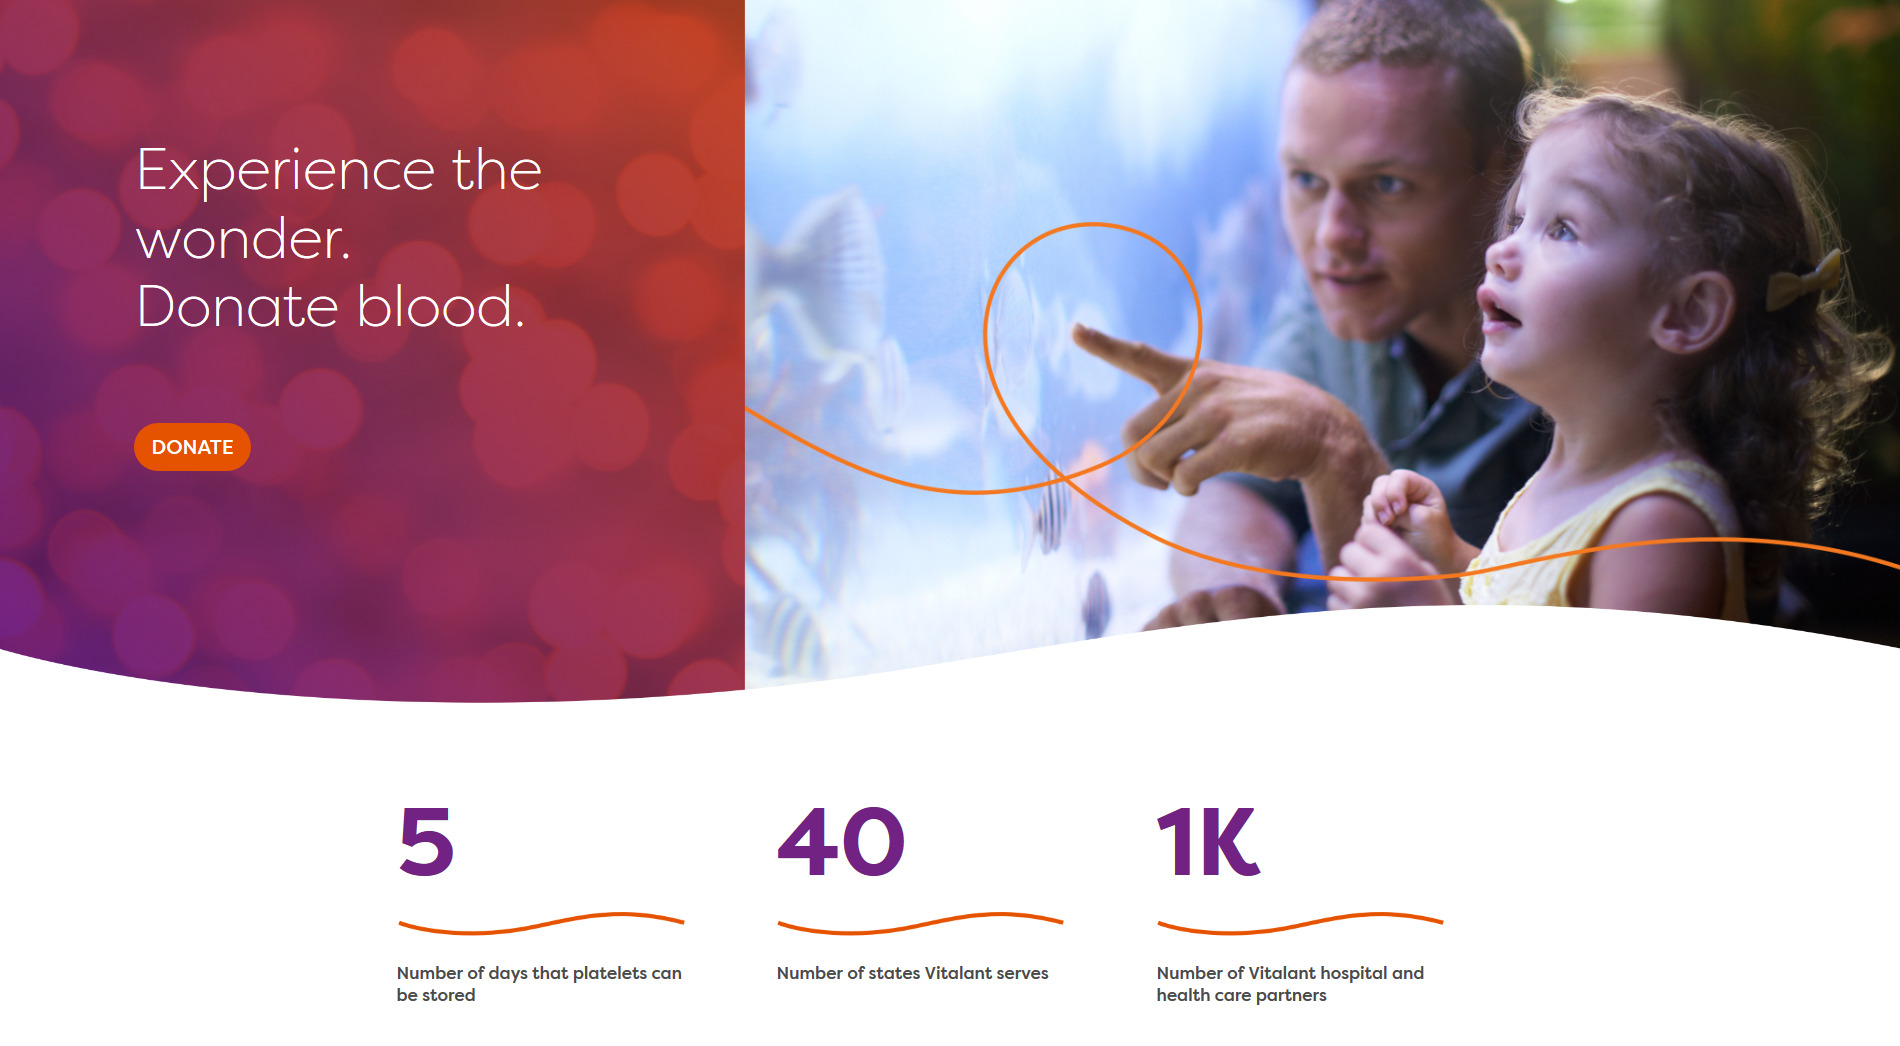 Experience the
wonder.
Donate blood.
DONATE
5
40
1K
Number of days that platelets can
be stored
Number of states Vitalant serves
Number of Vitalant hospital and
health care partners